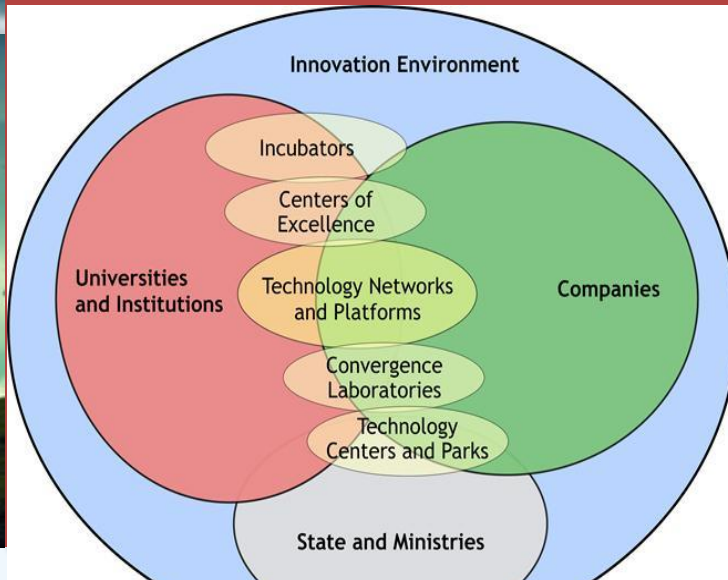 Innovation Environment
Incubators
Centers of
Excellence
Universities
and Institutions
Technology Networks
and Platforms
Companies
Convergence
Laboratories
Technology
Centers and Parks
State and Ministries